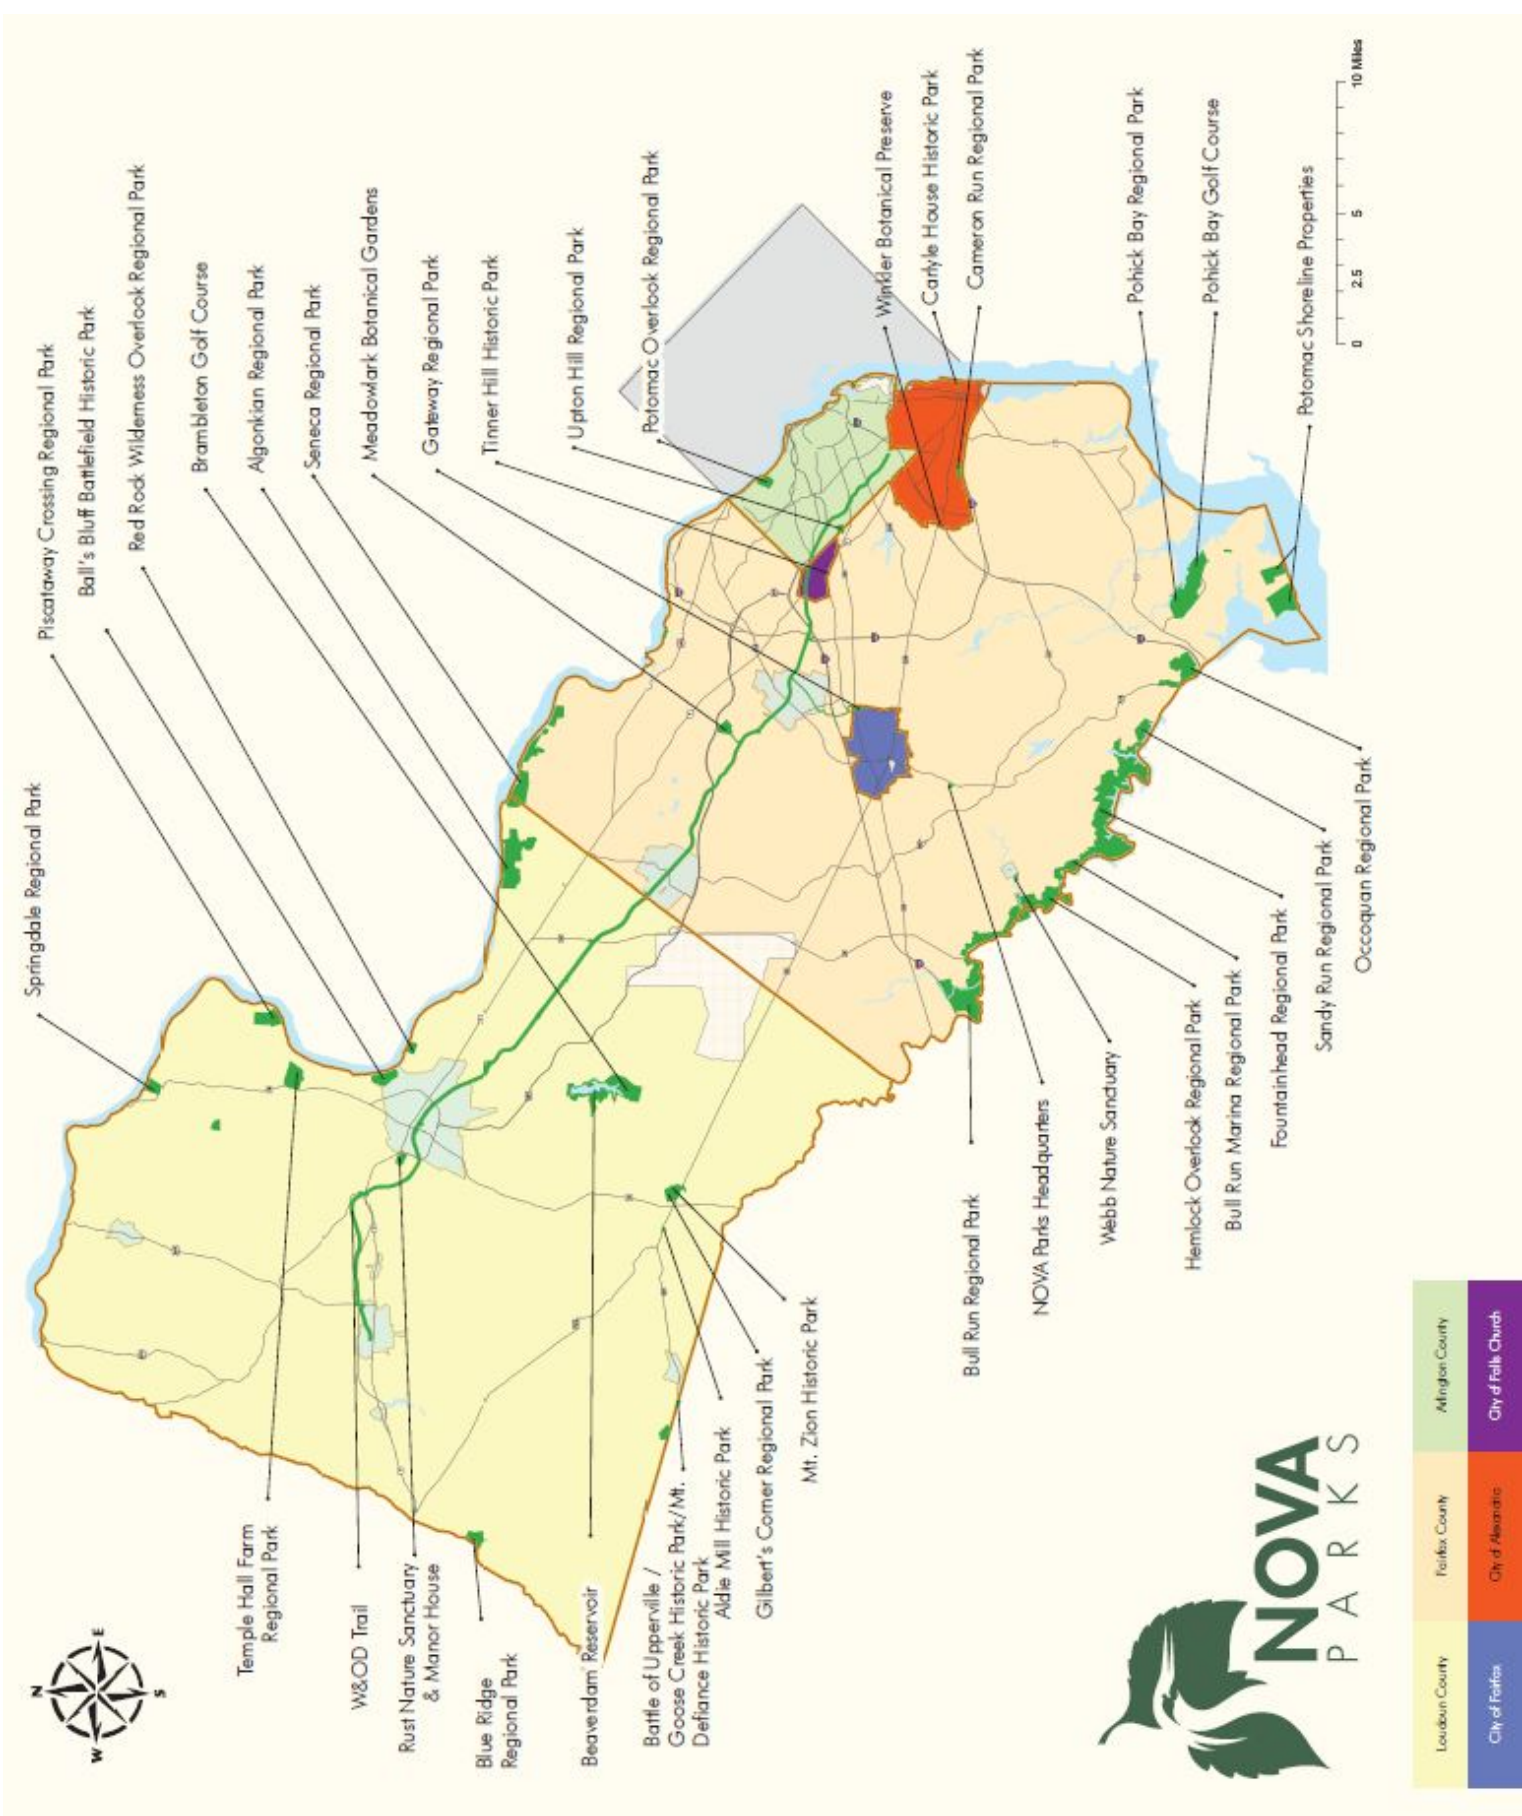 Piscataway Crossing Regional Park
Ball's Bluff Battlefield Historic Park
Red Rock Wilderness Overlook Regional Park
Brambleton Golf Course
Algonkian Regional Park
Seneca Regional Park
Meadowlark Botanical Gardens
Gateway Regional Park
Tinner Hill Historic Park
Upton Hill Regional Park
Potomac Overlook Regional Park
Winkler Botanical Preserve
Carlyle House Historic Park
Cameron Run Regional Park
Pohick Bay Regional Park
Pohick Bay Golf Course
Potomac Shoreline Properties
0 2.5 5 10 Miles
Springdale Regional Park
Temple Hall Farm
Regional Park
W&OD Trail
Rust Nature Sanctuary
& Manor House
Blue Ridge
Regional Park
Beaverdam Reservoir
Battle of Upperville /
Goose Creek Historic Park/Mt.
Defiance Historic Park
Aldie Mill Historic Park
Gilbert's Corner Regional Park
Mt. Zion Historic Park
Bull Run Regional Park
NOVA Parks Headquarters
Webb Nature Sanctuary
Hemlock Overlook Regional Park
Bull Run Marina Regional Park
Fountainhead Regional Park
Sandy Run Regional Park
Occoquan Regional Park
N
E
S
W
NOVA
PARKS
Loudoun County
Fairfax County
Arlington County
City of Fairfax
City of Alexandria
City of Falls Church